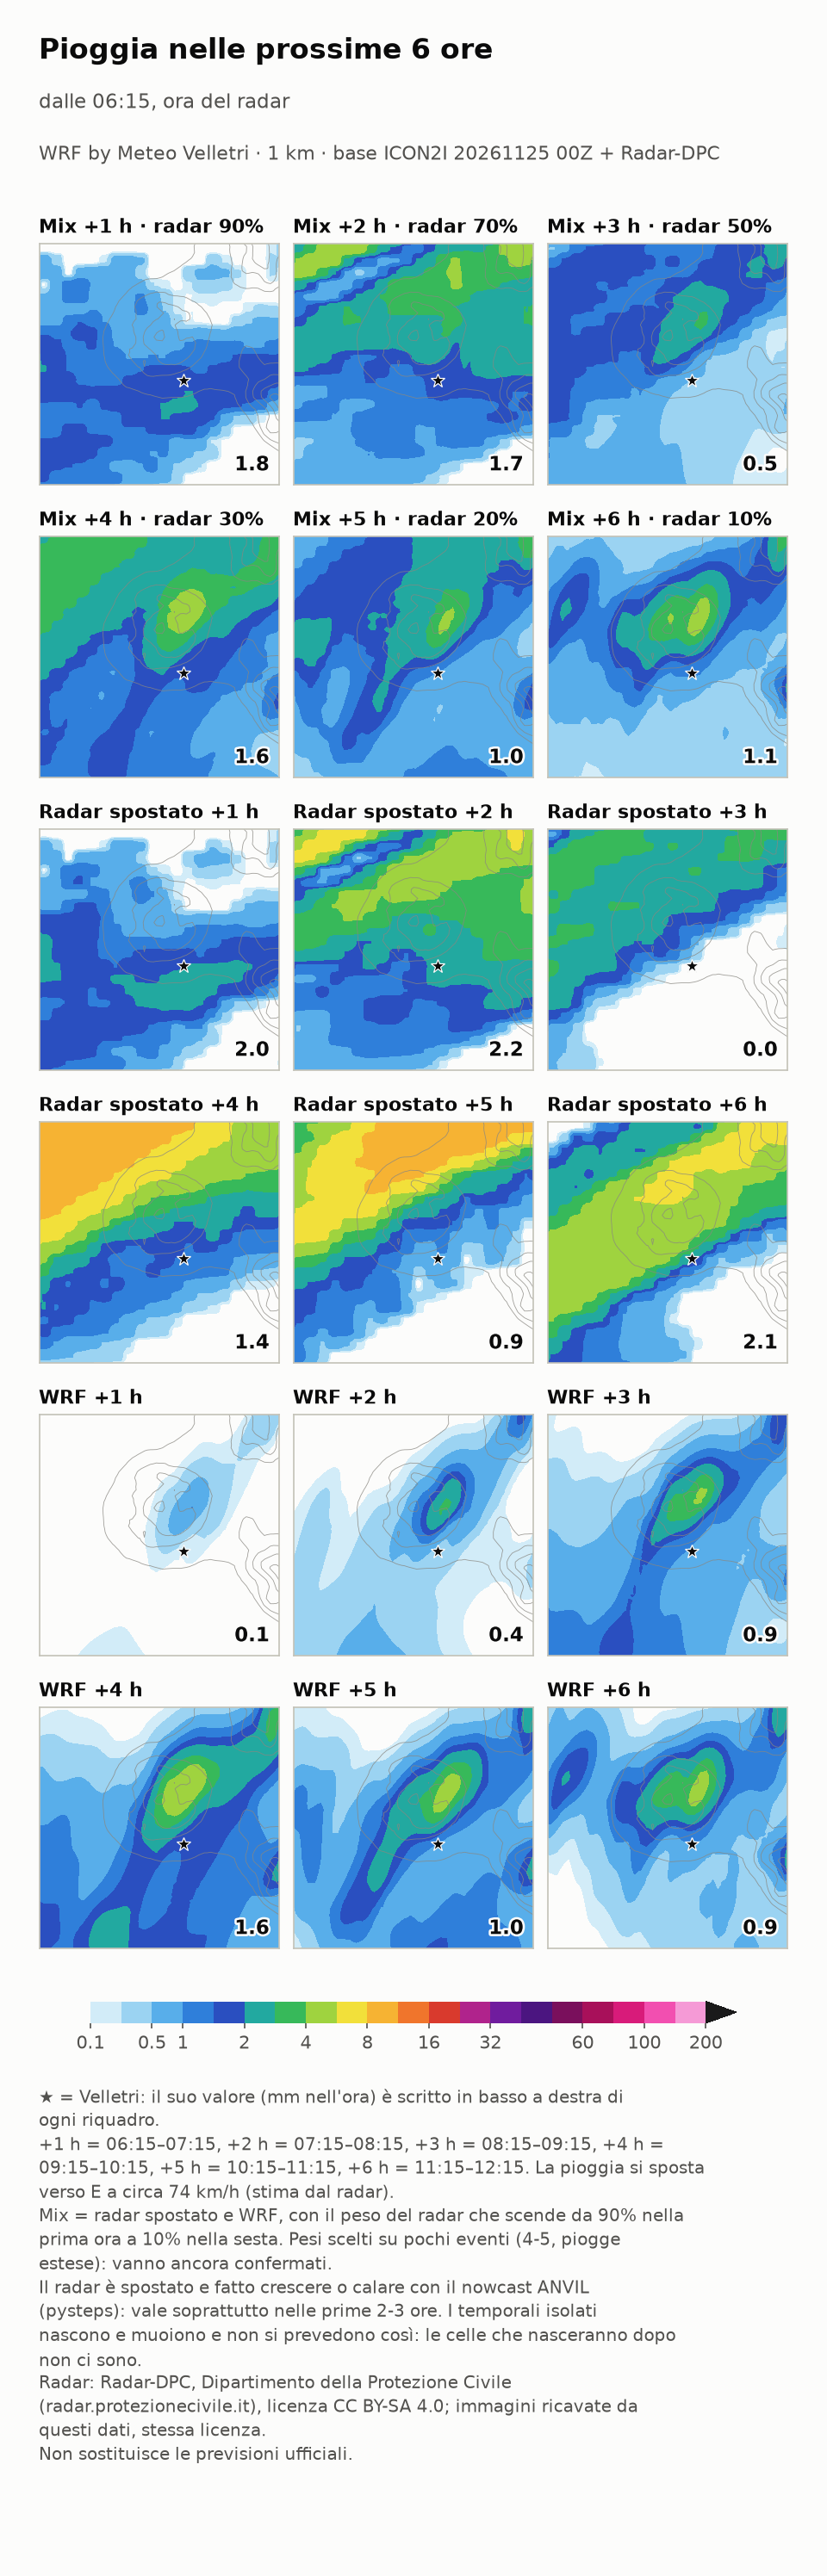 Pioggia nelle prossime 6 ore
dalle 06:15, ora del radar
WRF by Meteo Velletri · 1 km · base ICON2I 20261125 00Z + Radar-DPC
Mix +1 h · radar 90%
Mix +2 h · radar 70%
Mix +3 h · radar 50%
1.8
1.7
0.5
Mix +4 h · radar 30%
Mix +5 h · radar 20%
Mix +6 h · radar 10%
1.6
1.0
1.1
Radar spostato +1 h
Radar spostato +2 h
Radar spostato +3 h
2.0
2.2
0.0
Radar spostato +4 h
Radar spostato +5 h
Radar spostato +6 h
1.4
0.9
2.1
WRF +1 h
WRF +2 h
WRF +3 h
0.1
0.4
0.9
WRF +4 h
WRF +5 h
WRF +6 h
1.6
1.0
0.9
0.1 0.5 1 2 4 8 16 32 60 100 200
★ = Velletri: il suo valore (mm nell'ora) è scritto in basso a destra di
ogni riquadro.
+1 h = 06:15–07:15, +2 h = 07:15–08:15, +3 h = 08:15–09:15, +4 h =
09:15–10:15, +5 h = 10:15–11:15, +6 h = 11:15–12:15. La pioggia si sposta
verso E a circa 74 km/h (stima dal radar).
Mix = radar spostato e WRF, con il peso del radar che scende da 90% nella
prima ora a 10% nella sesta. Pesi scelti su pochi eventi (4-5, piogge
estese): vanno ancora confermati.
Il radar è spostato e fatto crescere o calare con il nowcast ANVIL
(pysteps): vale soprattutto nelle prime 2-3 ore. I temporali isolati
nascono e muoiono e non si prevedono così: le celle che nasceranno dopo
non ci sono.
Radar: Radar-DPC, Dipartimento della Protezione Civile
(radar.protezionecivile.it), licenza CC BY-SA 4.0; immagini ricavate da
questi dati, stessa licenza.
Non sostituisce le previsioni ufficiali.